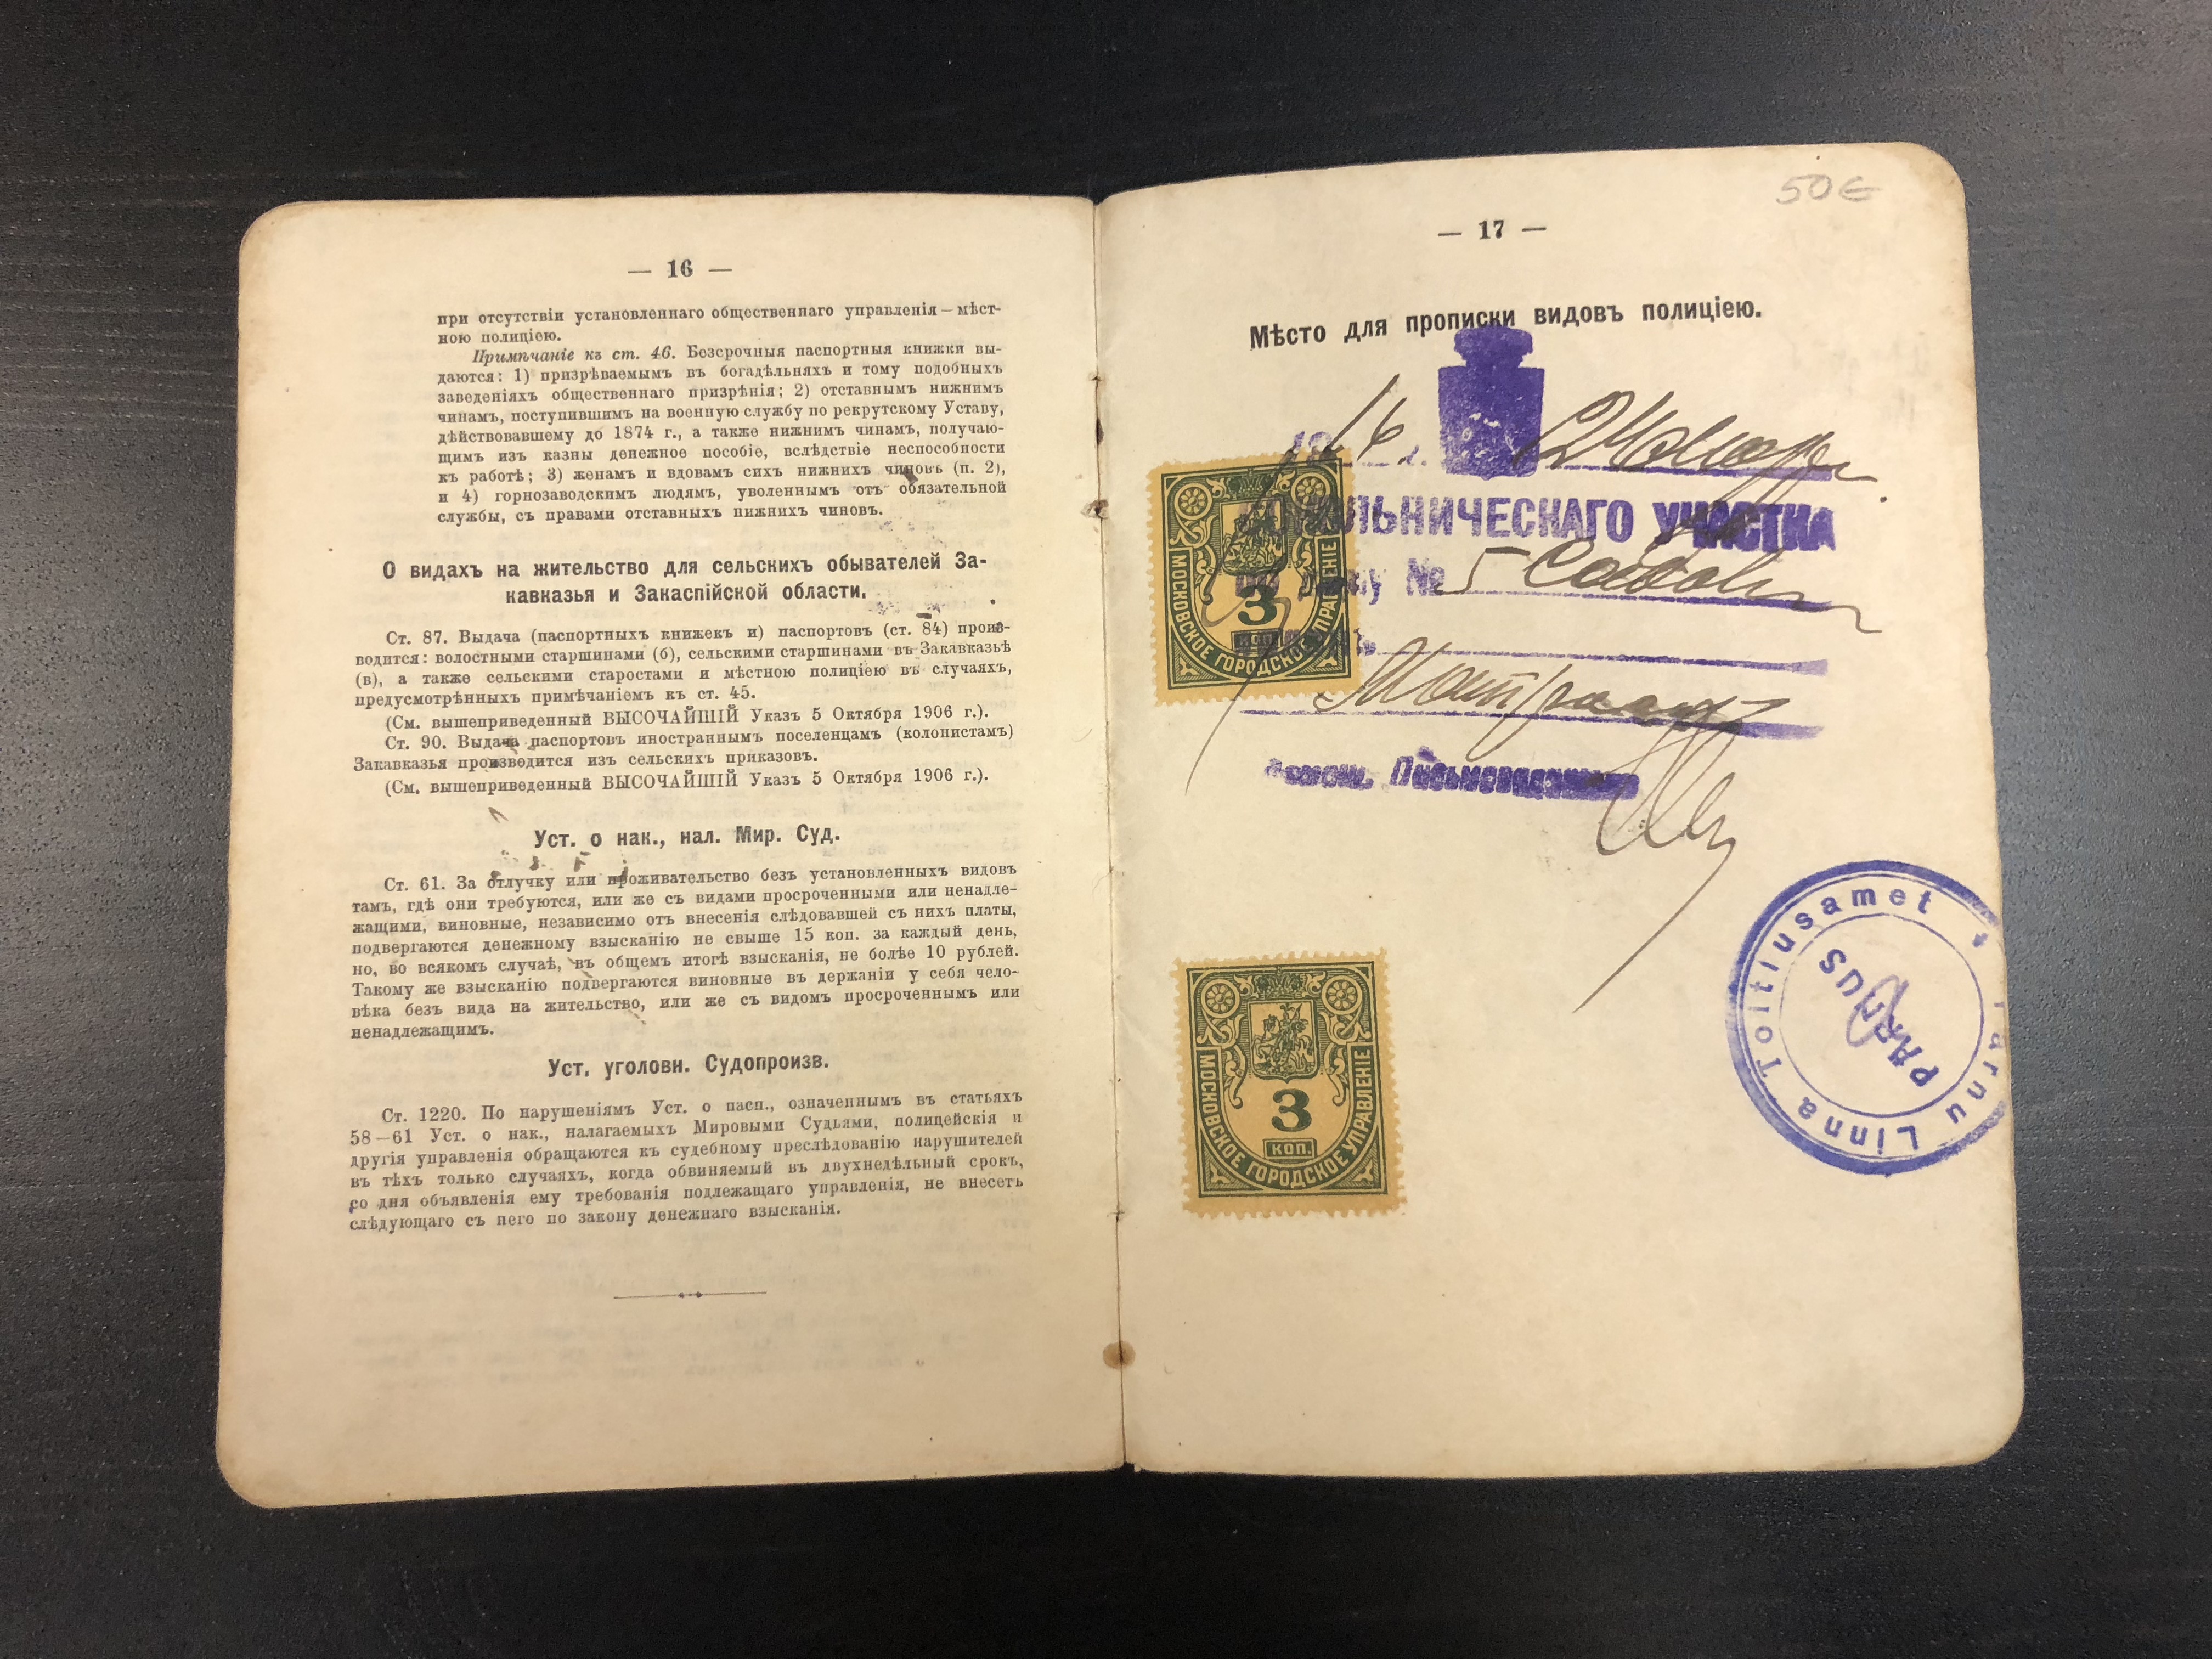 — 16 —
при отсутствіи установленнаго общественнаго управленія — мѣст-
ною полиціею.
Примѣчаніе къ ст. 46. Безсрочныя паспортныя книжки вы-
даются: 1) призрѣваемымъ въ богадѣльняхъ и тому подобныхъ
заведеніяхъ общественнаго призрѣнія; 2) отставнымъ нижнимъ
чинамъ, поступившимъ на военную службу по рекрутскому Уставу,
дѣйствовавшему до 1874 г., а также нижнимъ чинамъ, получаю-
щимъ изъ казны денежное пособіе, вслѣдствіе неспособности
къ работѣ; 3) женамъ и вдовамъ сихъ нижнихъ чиновъ (п. 2),
и 4) горнозаводскимъ людямъ, уволеннымъ отъ обязательной
службы, съ правами отставныхъ нижнихъ чиновъ.
О видахъ на жительство для сельскихъ обывателей За-
кавказья и Закаспійской области.
Ст. 87. Выдача (паспортныхъ книжекъ и) паспортовъ (ст. 84) произ-
водится: волостными старшинами (б), сельскими старшинами въ Закавказьѣ
(в), а также сельскими старостами и мѣстною полиціею въ случаяхъ,
предусмотрѣнныхъ примѣчаніемъ къ ст. 45.
(См. вышеприведенный ВЫСОЧАЙШІЙ Указъ 5 Октября 1906 г.).
Ст. 90. Выдача паспортовъ иностраннымъ поселенцамъ (колонистамъ)
Закавказья производится изъ сельскихъ приказовъ.
(См. вышеприведенный ВЫСОЧАЙШІЙ Указъ 5 Октября 1906 г.).
Уст. о нак., нал. Мир. Суд.
Ст. 61. За отлучку или проживательство безъ установленныхъ видовъ
тамъ, гдѣ они требуются, или же съ видами просроченными или ненадле-
жащими, виновные, независимо отъ внесенія слѣдовавшей съ нихъ платы,
подвергаются денежному взысканію не свыше 15 коп. за каждый день,
но, во всякомъ случаѣ, въ общемъ итогѣ взысканія, не болѣе 10 рублей.
Такому же взысканію подвергаются виновные въ держаніи у себя чело-
вѣка безъ вида на жительство, или же съ видомъ просроченнымъ или
ненадлежащимъ.
Уст. уголовн. Судопроизв.
Ст. 1220. По нарушеніямъ Уст. о пасп., означеннымъ въ статьяхъ
58—61 Уст. о нак., налагаемыхъ Мировыми Судьями, полицейскія и
другія управленія обращаются къ судебному преслѣдованію нарушителей
въ тѣхъ только случаяхъ, когда обвиняемый въ двухнедѣльный срокъ,
со дня объявленія ему требованія подлежащаго управленія, не внесетъ
слѣдующаго съ него по закону денежнаго взысканія.
50€
— 17 —
Мѣсто для прописки видовъ полиціею.
1916
ОЛЬНИЧЕСКАГО УЧАСТКА
№ 5
МОСКОВСКОЕ ГОРОДСКОЕ УПРАВЛЕНІЕ
3
КОП.
Письмоводителя
Pärnu Linna Toitlusamet
PÄRNUS
МОСКОВСКОЕ ГОРОДСКОЕ УПРАВЛЕНІЕ
3
КОП.